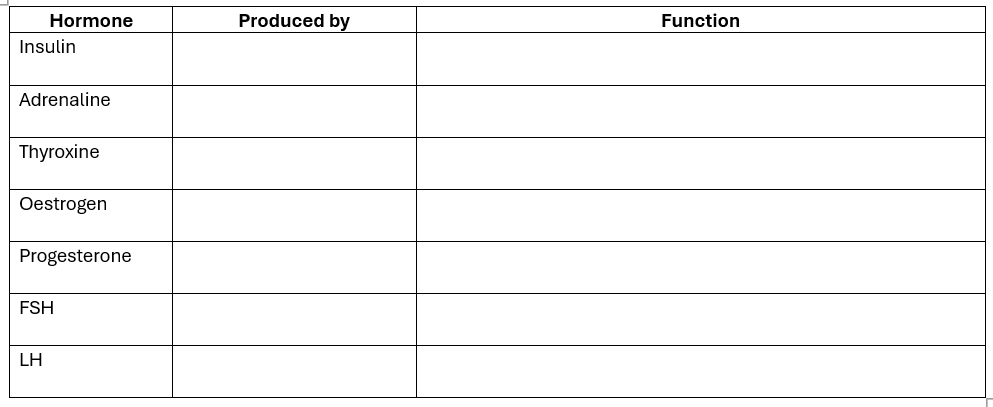 Hormone Produced by Function
Insulin
Adrenaline
Thyroxine
Oestrogen
Progesterone
FSH
LH